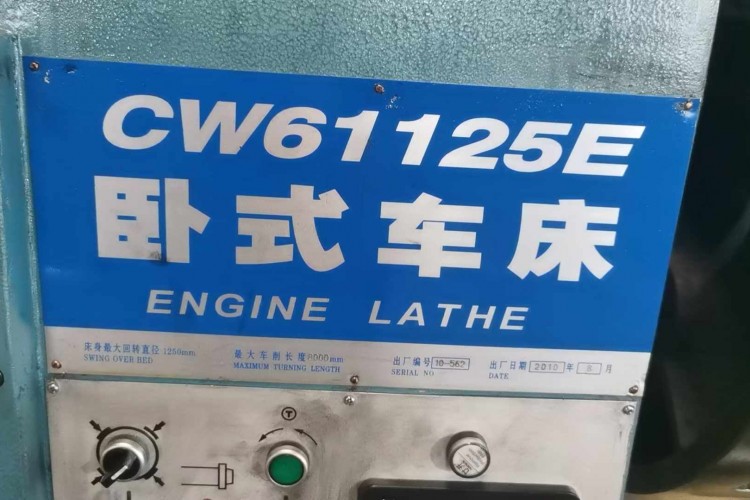 CW61125E
卧式车床
ENGINE LATHE
床身最大回转直径 1250mm 最大车削长度 8000mm 出厂编号 10-562 出厂日期 2010 年 月
SWING OVER BED MAXIMUM TURNING LENGTH SERIAL NO DATE
T